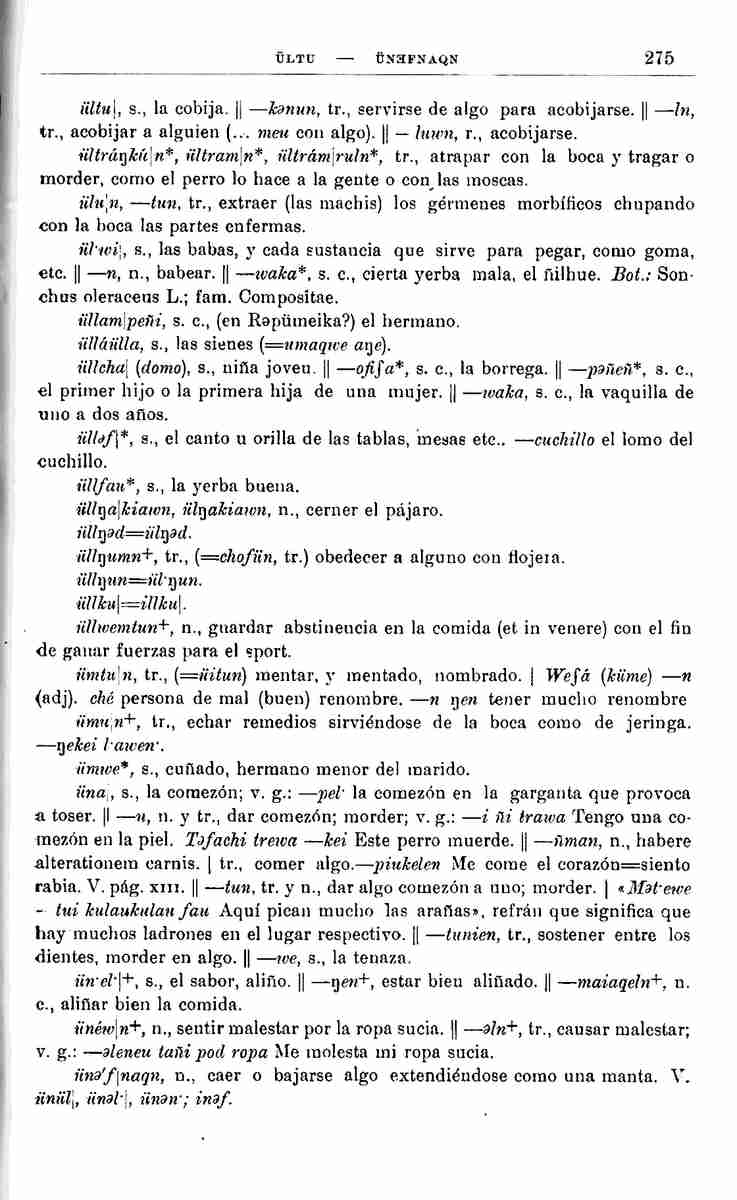 ÜLTU — ÜNƎFNAQN 275
ültu|, s., la cobija. || —kənun, tr., servirse de algo para acobijarse. || —ln,
tr., acobijar a alguien (... meu con algo). || — luwn, r., acobijarse.
ültráŋkú|n*, ültram|n*, ültrám|ruln*, tr., atrapar con la boca y tragar o
morder, como el perro lo hace a la gente o con las moscas.
ülu|n, —tun, tr., extraer (las machis) los gérmenes morbíficos chupando
con la boca las partes enfermas.
ül·wi|, s., las babas, y cada sustancia que sirve para pegar, como goma,
etc. || —n, n., babear. || —waka*, s. c., cierta yerba mala, el ñilhue. Bot.: Son-
chus oleraceus L.; fam. Compositae.
üllam|peñi, s. c., (en Rəpümeika?) el hermano.
ülláülla, s., las sienes (=umaqwe aŋe).
üllcha| (domo), s., niña joven. || —ofiʃa*, s. c., la borrega. || —pəñeñ*, s. c.,
el primer hijo o la primera hija de una mujer. || —waka, s. c., la vaquilla de
uno a dos años.
ülləf|*, s., el canto u orilla de las tablas, mesas etc.. —cuchillo el lomo del
cuchillo.
üllfau*, s., la yerba buena.
üllŋa|kiawn, ülŋakiawn, n., cerner el pájaro.
üllŋəd=ülŋəd.
üllŋumn+, tr., (=chofün, tr.) obedecer a alguno con flojera.
üllŋun=ül·ŋun.
üllku|=illku|.
üllwemtun+, n., guardar abstinencia en la comida (et in venere) con el fin
de ganar fuerzas para el sport.
ümtu|n, tr., (=üitun) mentar, y mentado, nombrado. | Weʃá (küme) —n
(adj). ché persona de mal (buen) renombre. —n ŋen tener mucho renombre
ümu|n+, tr., echar remedios sirviéndose de la boca como de jeringa.
—ŋekei l·awen·.
ümwe*, s., cuñado, hermano menor del marido.
üna|, s., la comezón; v. g.: —pel· la comezón en la garganta que provoca
a toser. || —n, n. y tr., dar comezón; morder; v. g.: —i ñi trawa Tengo una co-
mezón en la piel. Təfachi trewa —kei Este perro muerde. || —ñman, n., habere
alterationem carnis. | tr., comer algo.—piukelen Me come el corazón=siento
rabia. V. pág. XIII. || —tun, tr. y n., dar algo comezón a uno; morder. | «Mət·ewe
- tui kulaukulau fau Aquí pican mucho las arañas», refrán que significa que
hay muchos ladrones en el lugar respectivo. || —tunien, tr., sostener entre los
dientes, morder en algo. || —we, s., la tenaza.
ün·el·|+, s., el sabor, aliño. || —ŋen+, estar bien aliñado. || —maiaqeln+, n.
c., aliñar bien la comida.
ünéw|n+, n., sentir malestar por la ropa sucia. || —əln+, tr., causar malestar;
v. g.: —əleneu tañi pod ropa Me molesta mi ropa sucia.
ünə'f|naqn, n., caer o bajarse algo extendiéndose como una manta. V.
ünül|, ünəl·|, ünən·; inəf.